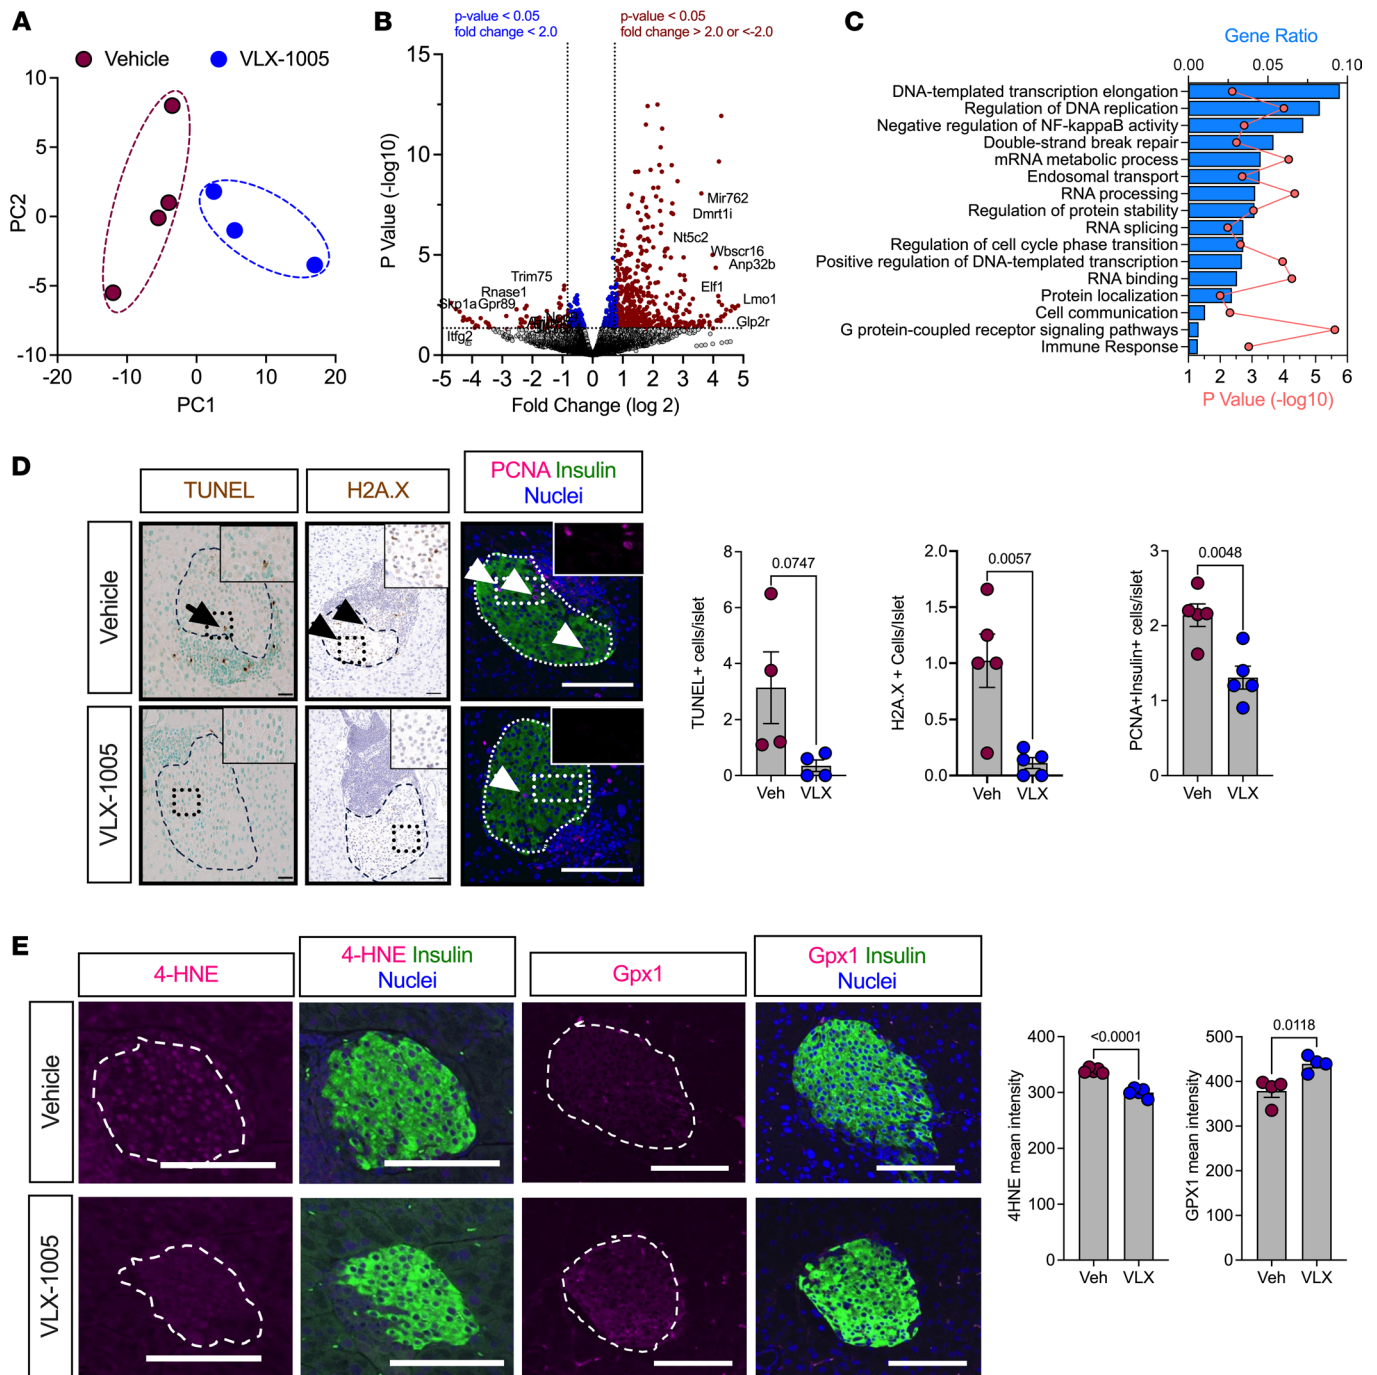 A
Vehicle
VLX-1005
10
5
0
-5
-10
-20
-10
0
10
20
PC2
PC1
B
p-value < 0.05
fold change < 2.0
p-value < 0.05
fold change > 2.0 or <-2.0
15
10
5
0
P Value (-log10)
Mir762
Dmrt1i
Nt5c2
Wbscr16
Anp32b
Trim75
Rnase1
Elf1
Skp1a
Gpr89
Lmo1
Glp2r
Itfg2
-5
-4
-3
-2
-1
0
1
2
3
4
5
Fold Change (log 2)
C
Gene Ratio
0.00
0.05
0.10
DNA-templated transcription elongation
Regulation of DNA replication
Negative regulation of NF-kappaB activity
Double-strand break repair
mRNA metabolic process
Endosomal transport
RNA processing
Regulation of protein stability
RNA splicing
Regulation of cell cycle phase transition
Positive regulation of DNA-templated transcription
RNA binding
Protein localization
Cell communication
G protein-coupled receptor signaling pathways
Immune Response
1
2
3
4
5
6
P Value (-log10)
D
TUNEL
H2A.X
PCNA Insulin
Nuclei
Vehicle
VLX-1005
8
6
4
2
0
TUNEL+ cells/islet
0.0747
Veh
VLX
2.0
1.5
1.0
0.5
0.0
H2A.X + Cells/Islet
0.0057
Veh
VLX
3
2
1
0
PCNA+Insulin+ cells/islet
0.0048
Veh
VLX
E
4-HNE
4-HNE Insulin
Nuclei
Gpx1
Gpx1 Insulin
Nuclei
Vehicle
VLX-1005
400
300
200
100
0
4HNE mean intensity
<0.0001
Veh
VLX
500
400
300
200
100
0
GPX1 mean intensity
0.0118
Veh
VLX